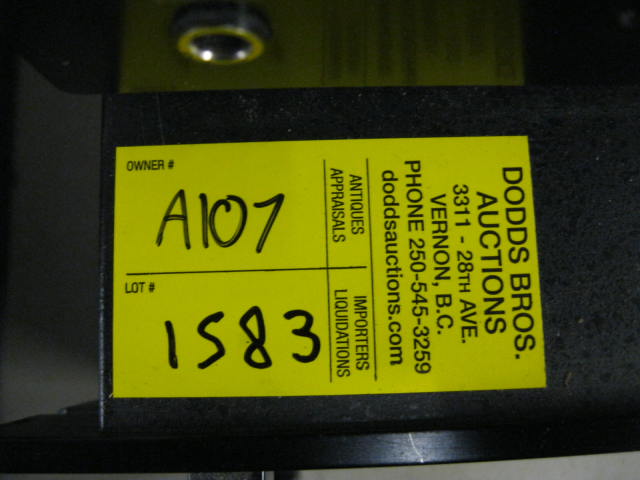 DODDS BROS.
AUCTIONS
3311 - 28TH AVE.
VERNON, B.C.
PHONE 250-545-3259
doddsauctions.com
ANTIQUES IMPORTERS
APPRAISALS LIQUIDATIONS
OWNER #
A107
LOT #
1583